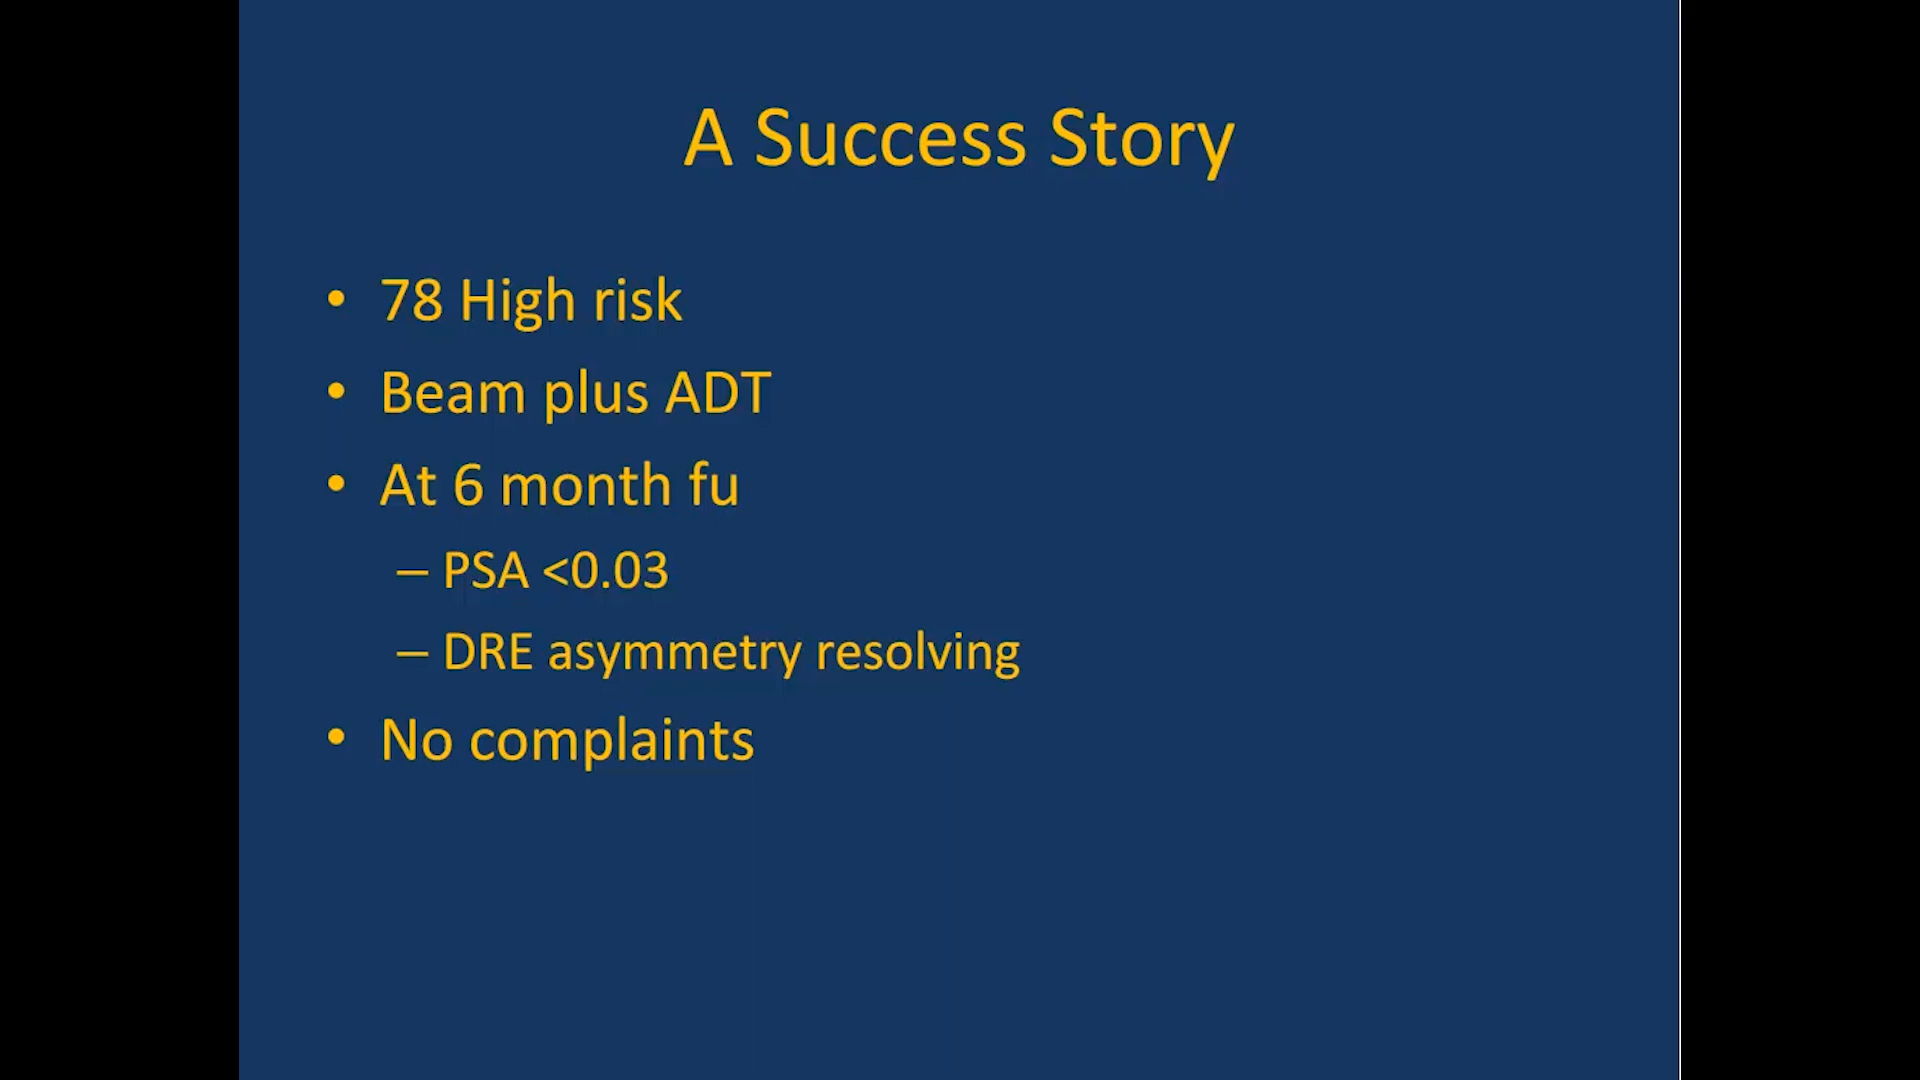 A Success Story
• 78 High risk
• Beam plus ADT
• At 6 month fu
– PSA <0.03
– DRE asymmetry resolving
• No complaints